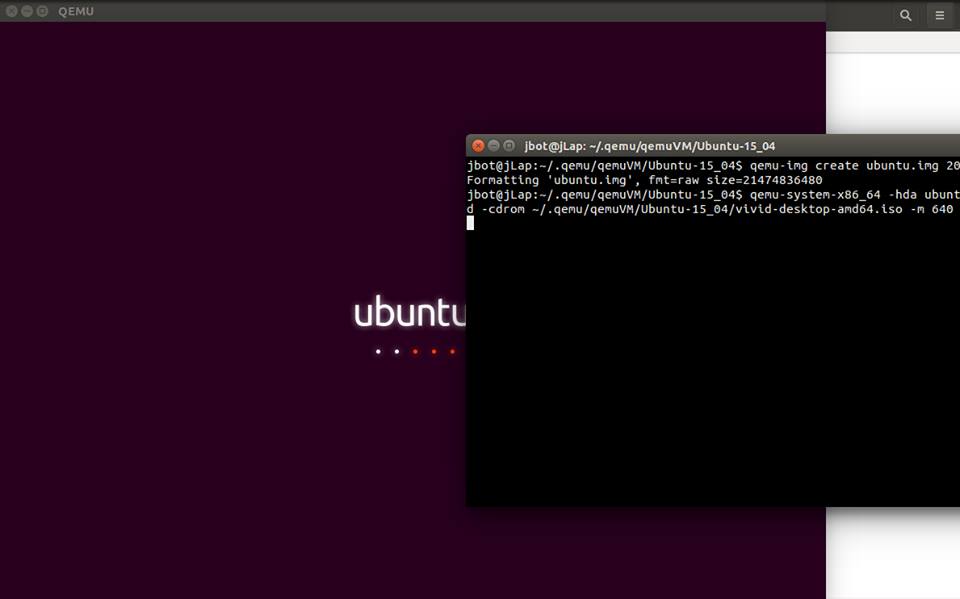 QEMU
ubuntu
jbot@jLap: ~/.qemu/qemuVM/Ubuntu-15_04
jbot@jLap:~/.qemu/qemuVM/Ubuntu-15_04$ qemu-img create ubuntu.img 20
Formatting 'ubuntu.img', fmt=raw size=21474836480
jbot@jLap:~/.qemu/qemuVM/Ubuntu-15_04$ qemu-system-x86_64 -hda ubunt
d -cdrom ~/.qemu/qemuVM/Ubuntu-15_04/vivid-desktop-amd64.iso -m 640